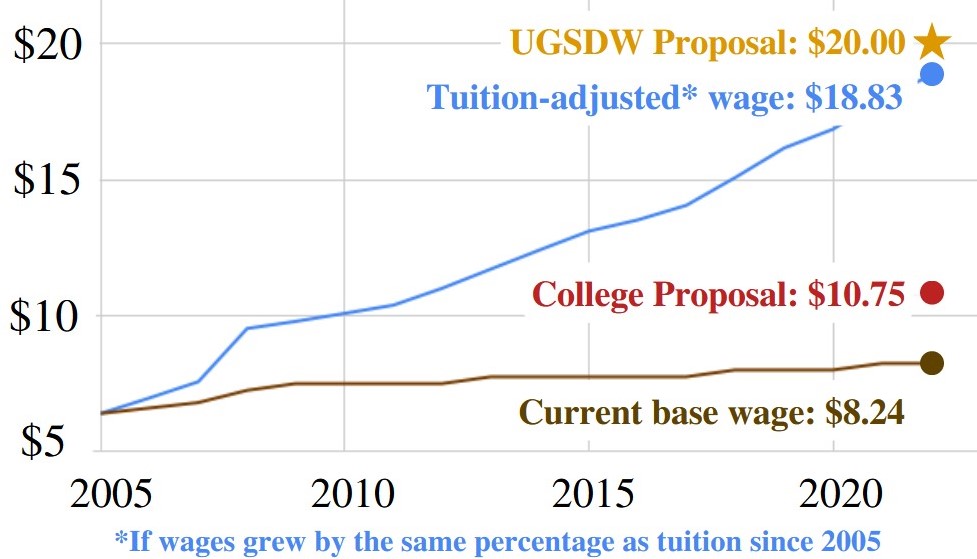 $20
UGSDW Proposal: $20.00
Tuition-adjusted* wage: $18.83
$15
College Proposal: $10.75
$10
Current base wage: $8.24
$5
2005 2010 2015 2020
*If wages grew by the same percentage as tuition since 2005